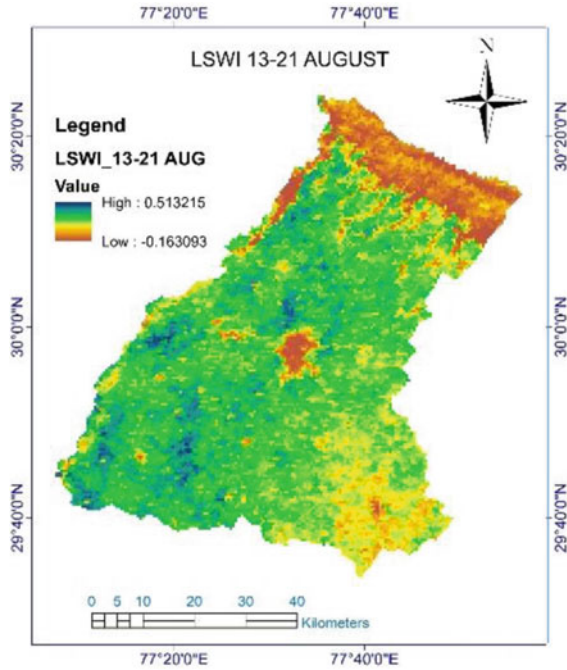 77°20'0"E 77°40'0"E
LSWI 13-21 AUGUST
N
30°20'0"N 30°20'0"N
Legend
LSWI_13-21 AUG
Value
High : 0.513215
Low : -0.163093
30°0'0"N 30°0'0"N
29°40'0"N 29°40'0"N
0 5 10 20 30 40
Kilometers
77°20'0"E 77°40'0"E